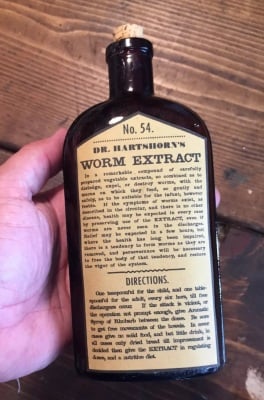 No. 54.
DR. HARTSHORN'S
WORM EXTRACT
Is a remarkable compound of carefully
prepared vegetable extracts, so combined as to
dislodge, expel, or destroy worms, with the
mucus on which they feed, so gently and
safely, as to be suitable for the infant, however
feeble. If the symptoms of worms exist, as
described in the circular, and there is no other
disease, health may be expected in every case
by persevering use of the EXTRACT, even if
worms are never seen in the discharges.
Relief may be expected in a few hours, but
where the health has long been impaired,
there is a tendency to form worms as they are
removed, and perseverance will be necessary
to free the body of that tendency, and restore
the vigor of the system.
DIRECTIONS.
One teaspoonful for the child, and one table-
spoonful for the adult, every six hours, till free
discharges occur. If the attack is violent, or
the operation not prompt enough, give Aromatic
Syrup of Rhubarb between the doses. Be sure
to get free movements of the bowels. In never
cases give no solid food, and but little drink, in
all cases only dried bread till improvement is
decided then give the EXTRACT in regulating
doses, and a nutritive diet.